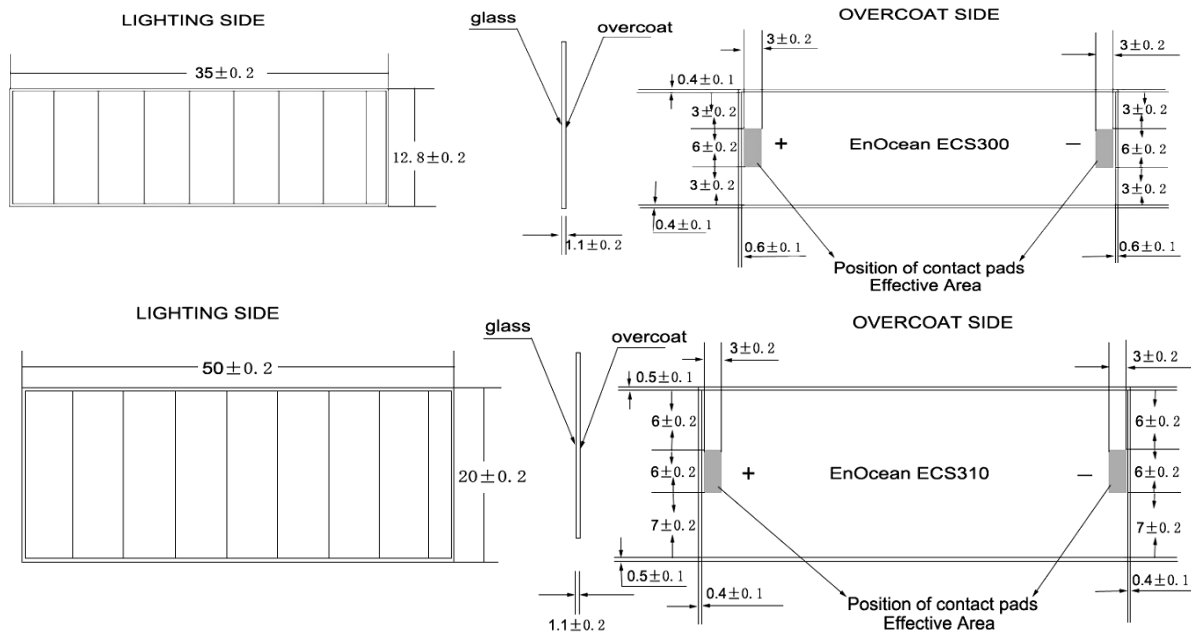 LIGHTING SIDE
35±0.2
12.8±0.2
glass
overcoat
1.1±0.2
OVERCOAT SIDE
3±0.2
3±0.2
0.4±0.1
3±0.2
6±0.2
3±0.2
+
EnOcean ECS300
−
3±0.2
6±0.2
3±0.2
0.4±0.1
0.6±0.1
0.6±0.1
Position of contact pads
Effective Area
LIGHTING SIDE
50±0.2
20±0.2
glass
overcoat
1.1±0.2
OVERCOAT SIDE
3±0.2
3±0.2
0.5±0.1
6±0.2
6±0.2
7±0.2
+
EnOcean ECS310
−
6±0.2
6±0.2
7±0.2
0.5±0.1
0.4±0.1
0.4±0.1
Position of contact pads
Effective Area